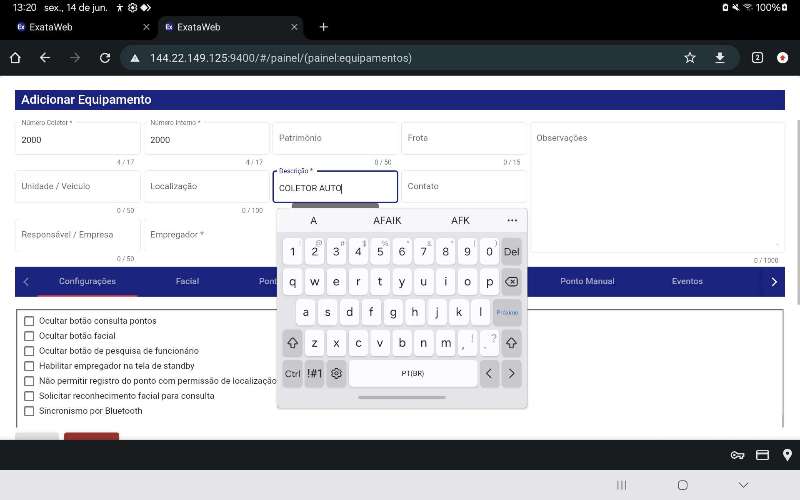 13:20 sex., 14 de jun.
100%
ExataWeb
ExataWeb
144.22.149.125:9400/#/painel/(painel:equipamentos)
2
Adicionar Equipamento
Número Coletor *
2000
4 / 17
Número Interno *
2000
4 / 17
Patrimônio
0 / 50
Frota
0 / 15
Observações
0 / 1000
Unidade / Veículo
0 / 50
Localização
0 / 100
Descrição *
COLETOR AUTO
Contato
Responsável / Empresa
0 / 50
Empregador *
Configurações
Facial
Pont
Ponto Manual
Eventos
Ocultar botão consulta pontos
Ocultar botão facial
Ocultar botão de pesquisa de funcionário
Habilitar empregador na tela de standby
Não permitir registro do ponto com permissão de localização
Solicitar reconhecimento facial para consulta
Sincronismo por Bluetooth
A AFAIK AFK
1 2 3 4 5 6 7 8 9 0 Del
q w e r t y u i o p
a s d f g h j k l Próximo
z x c v b n m , ! . ?
Ctrl !#1 PT(BR)